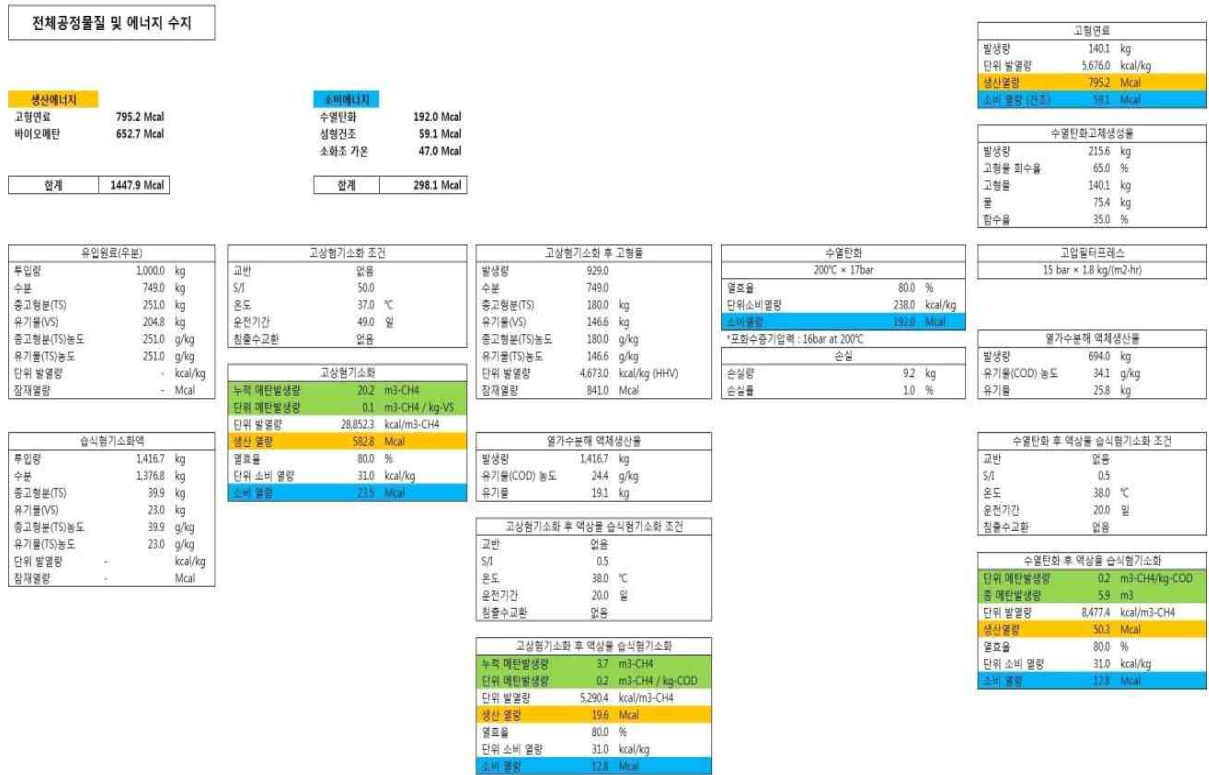 전체공정물질 및 에너지 수지
생산에너지
고형연료 795.2 Mcal
바이오메탄 652.7 Mcal
합계 1447.9 Mcal
소비에너지
수열탄화 192.0 Mcal
성형건조 59.1 Mcal
소화조 가온 47.0 Mcal
합계 298.1 Mcal
고형연료
발생량 140.1 kg
단위 발열량 5,676.0 kcal/kg
생산열량 795.2 Mcal
소비 열량 (건조) 59.1 Mcal
수열탄화고체생성물
발생량 215.6 kg
고형물 회수율 65.0 %
고형물 140.1 kg
물 75.4 kg
함수율 35.0 %
유입원료(우분)
투입량 1,000.0 kg
수분 749.0 kg
총고형분(TS) 251.0 kg
유기물(VS) 204.8 kg
총고형분(TS)농도 251.0 g/kg
유기물(TS)농도 251.0 g/kg
단위 발열량 - kcal/kg
잠재열량 - Mcal
고상혐기소화 조건
교반 없음
S/I 50.0
온도 37.0 ℃
운전기간 49.0 일
침출수교환 없음
고상혐기소화
누적 메탄발생량 20.2 m3-CH4
단위 메탄발생량 0.1 m3-CH4 / kg-VS
단위 발열량 28,852.3 kcal/m3-CH4
생산 열량 582.8 Mcal
열효율 80.0 %
단위 소비 열량 31.0 kcal/kg
소비 열량 23.5 Mcal
고상혐기소화 후 고형물
발생량 929.0
수분 749.0
총고형분(TS) 180.0 kg
유기물(VS) 146.6 kg
총고형분(TS)농도 180.0 g/kg
유기물(TS)농도 146.6 g/kg
단위 발열량 4,673.0 kcal/kg (HHV)
잠재열량 841.0 Mcal
수열탄화
200℃ × 17bar
열효율 80.0 %
단위소비열량 238.0 kcal/kg
소비열량 192.0 Mcal
*포화수증기압력 : 16bar at 200℃
손실
손실량 9.2 kg
손실률 1.0 %
고압필터프레스
15 bar × 1.8 kg/(m2-hr)
열가수분해 액체생산물
발생량 694.0 kg
유기물(COD) 농도 34.1 g/kg
유기물 25.8 kg
습식혐기소화액
투입량 1,416.7 kg
수분 1,376.8 kg
총고형분(TS) 39.9 kg
유기물(VS) 23.0 kg
총고형분(TS)농도 39.9 g/kg
유기물(TS)농도 23.0 g/kg
단위 발열량 - kcal/kg
잠재열량 - Mcal
열가수분해 액체생산물
발생량 1,416.7 kg
유기물(COD) 농도 24.4 g/kg
유기물 19.1 kg
고상혐기소화 후 액상물 습식혐기소화 조건
교반 없음
S/I 0.5
온도 38.0 ℃
운전기간 20.0 일
침출수교환 없음
고상혐기소화 후 액상물 습식혐기소화
누적 메탄발생량 3.7 m3-CH4
단위 메탄발생량 0.2 m3-CH4 / kg-COD
단위 발열량 5,290.4 kcal/m3-CH4
생산 열량 19.6 Mcal
열효율 80.0 %
단위 소비 열량 31.0 kcal/kg
소비 열량 12.8 Mcal
수열탄화 후 액상물 습식혐기소화 조건
교반 없음
S/I 0.5
온도 38.0 ℃
운전기간 20.0 일
침출수교환 없음
수열탄화 후 액상물 습식혐기소화
단위 메탄발생량 0.2 m3-CH4/kg-COD
총 메탄발생량 5.9 m3
단위 발열량 8,477.4 kcal/m3-CH4
생산열량 50.3 Mcal
열효율 80.0 %
단위 소비 열량 31.0 kcal/kg
소비 열량 12.8 Mcal